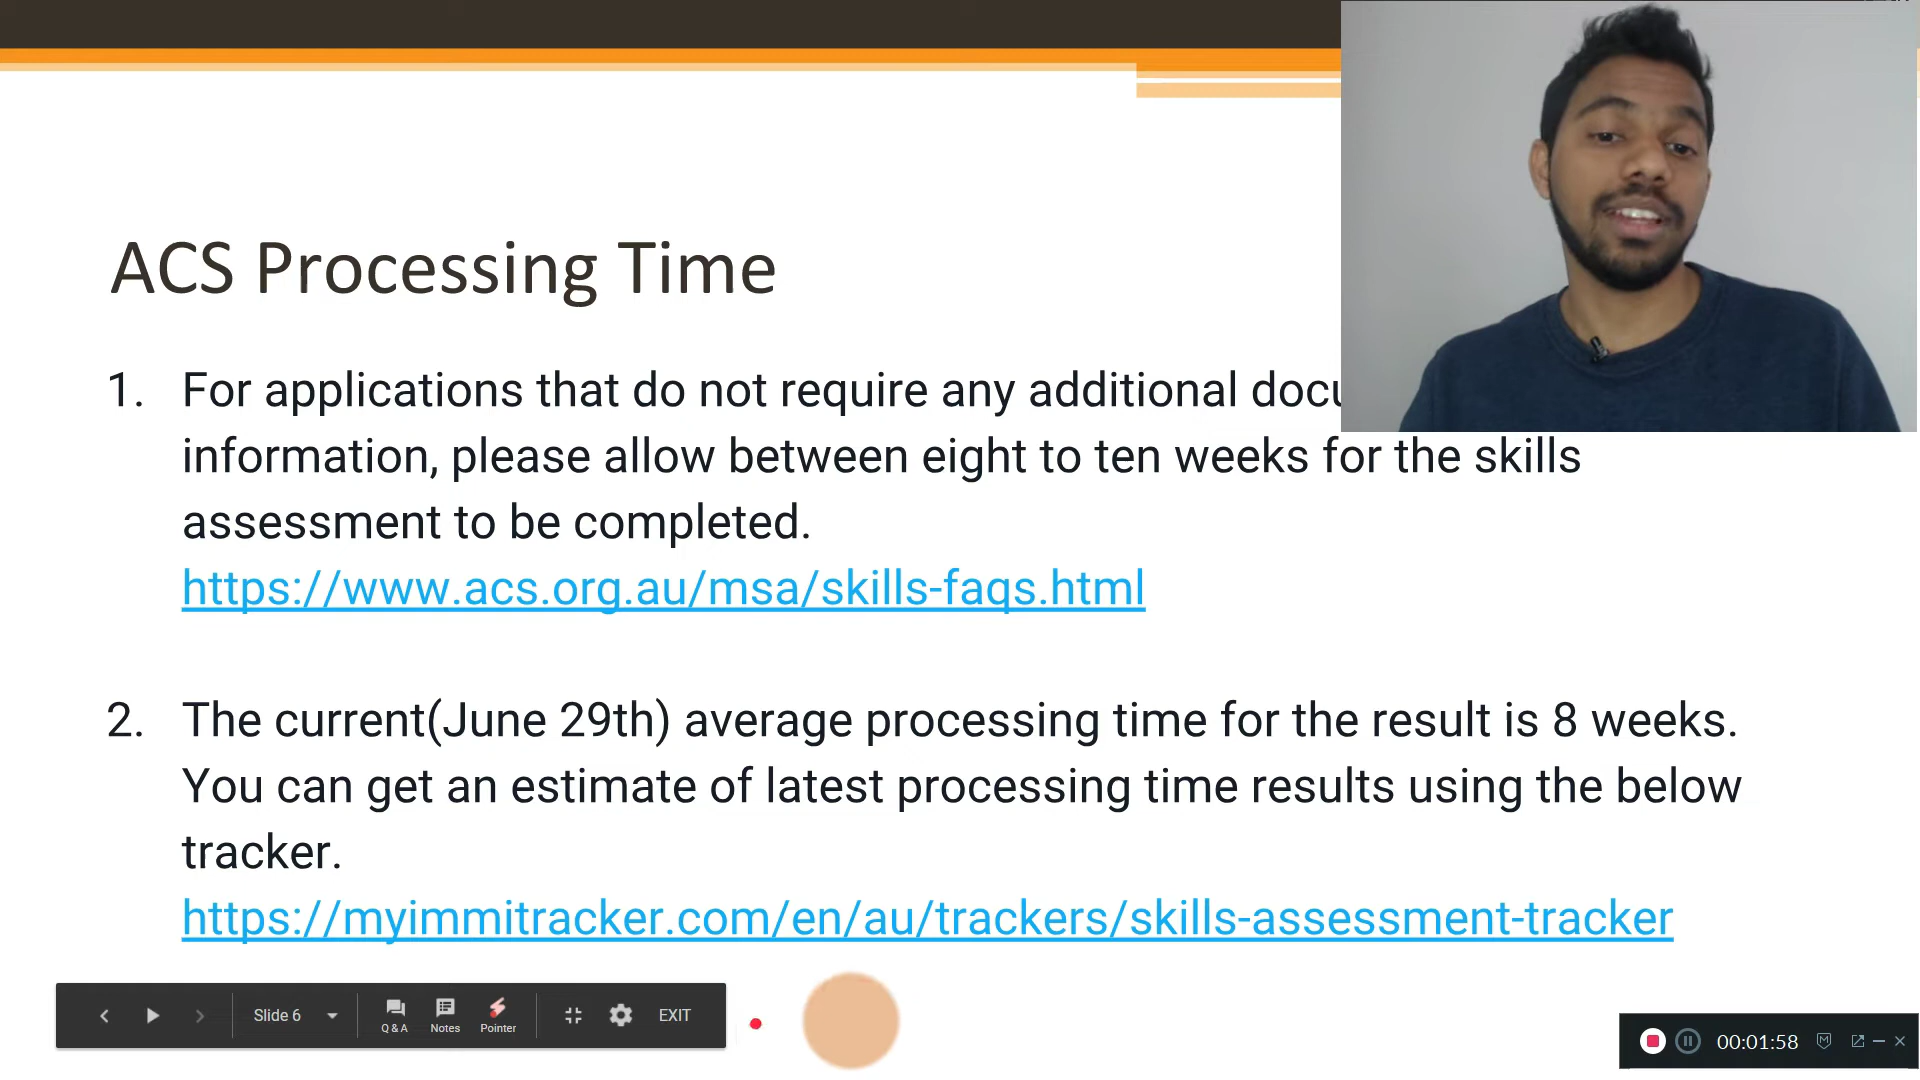 ACS Processing Time
1. For applications that do not require any additional
information, please allow between eight to ten weeks for the skills
assessment to be completed.
https://www.acs.org.au/msa/skills-faqs.html
2. The current(June 29th) average processing time for the result is 8 weeks.
You can get an estimate of latest processing time results using the below
tracker.
https://myimmitracker.com/en/au/trackers/skills-assessment-tracker
Slide 6
Q & A
Notes
Pointer
EXIT
00:01:58